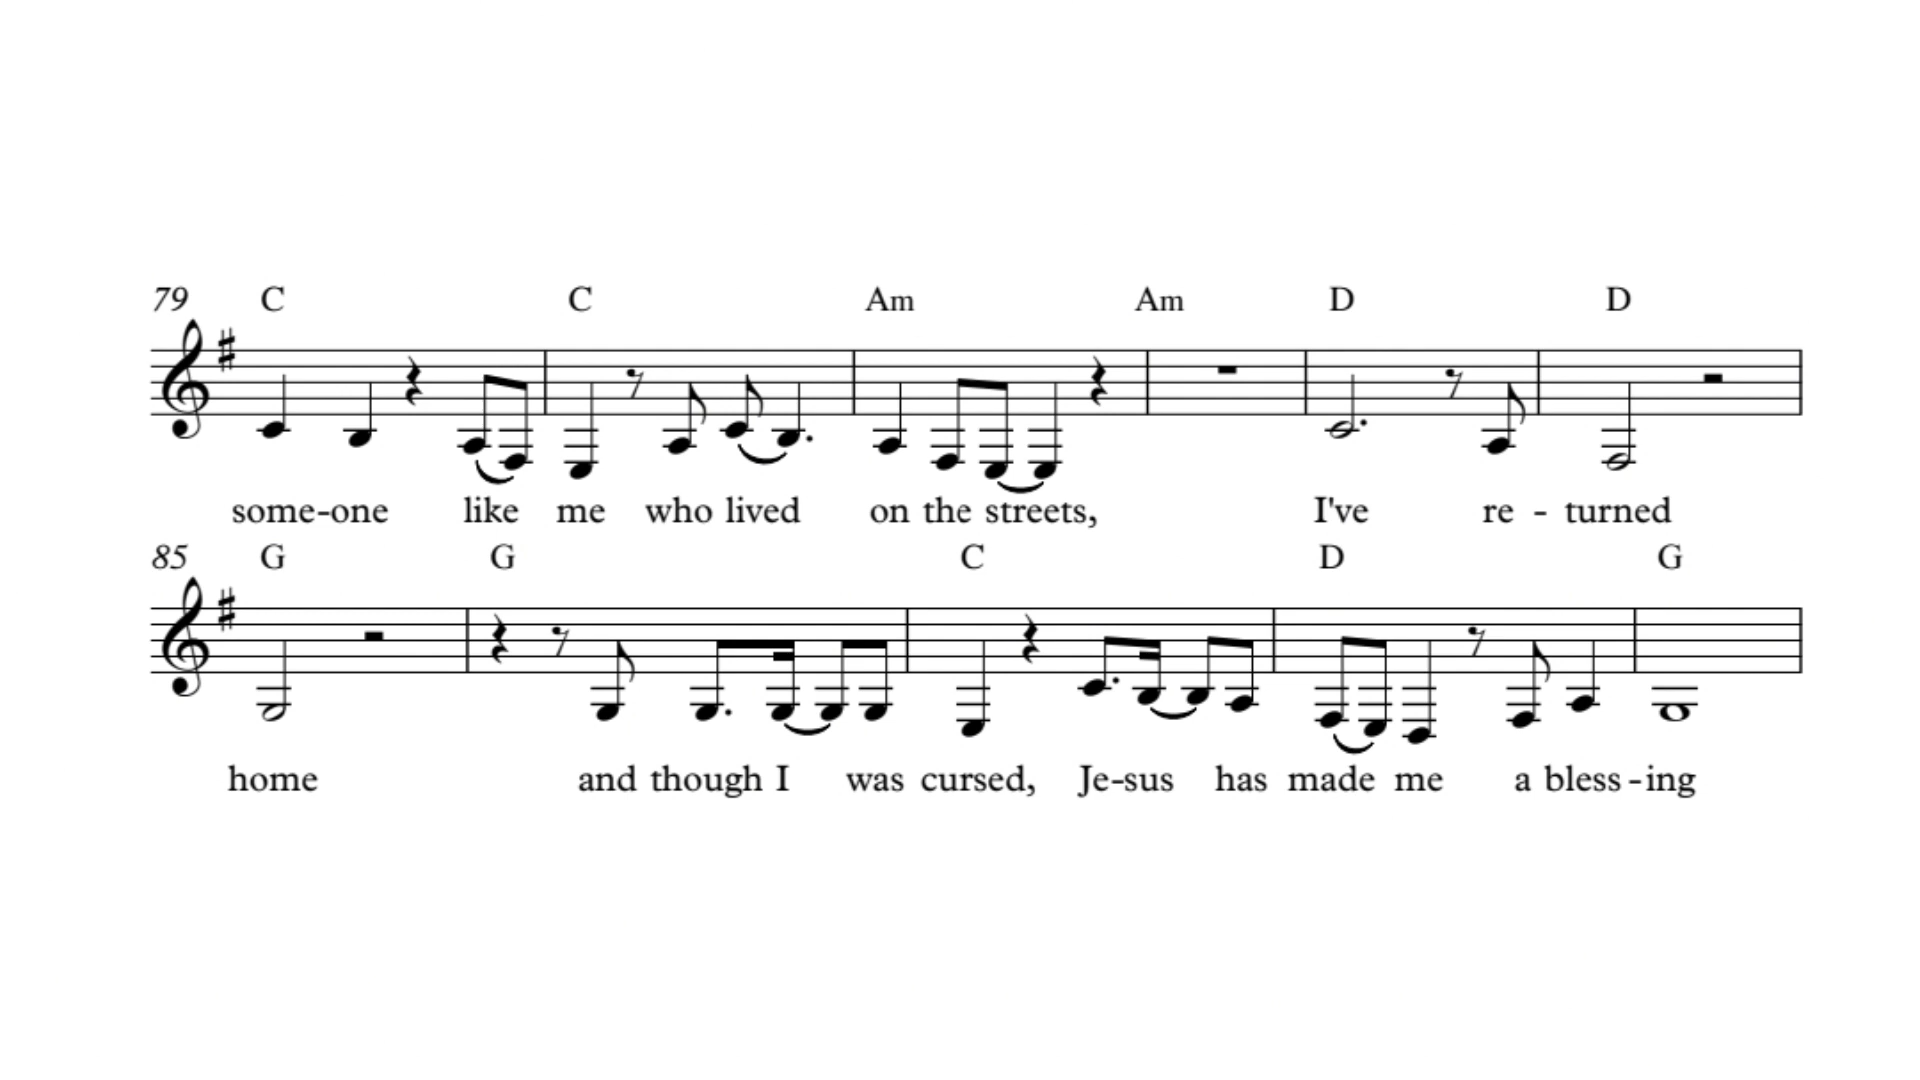 79 C C Am Am D D
some-one like me who lived on the streets, I've re - turned
85 G G C D G
home and though I was cursed, Je-sus has made me a bless-ing